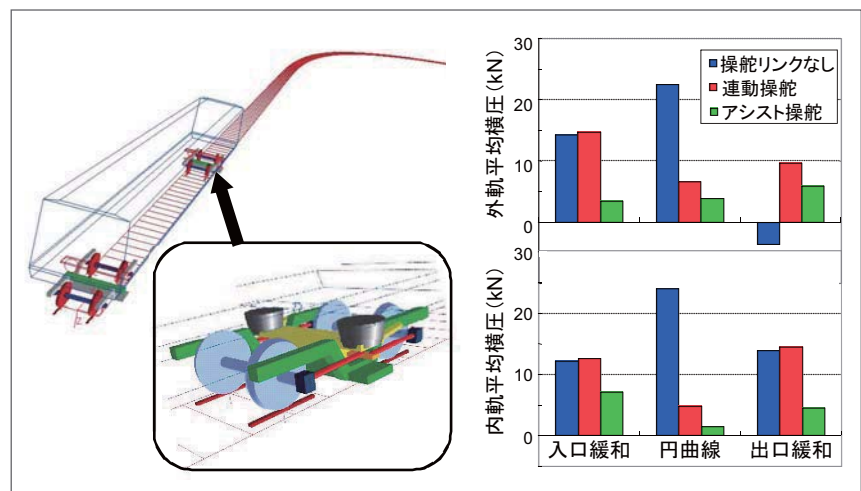 外軌平均横圧(kN)
30
20
10
0
操舵リンクなし
連動操舵
アシスト操舵
内軌平均横圧(kN)
30
20
10
0
入口緩和
円曲線
出口緩和